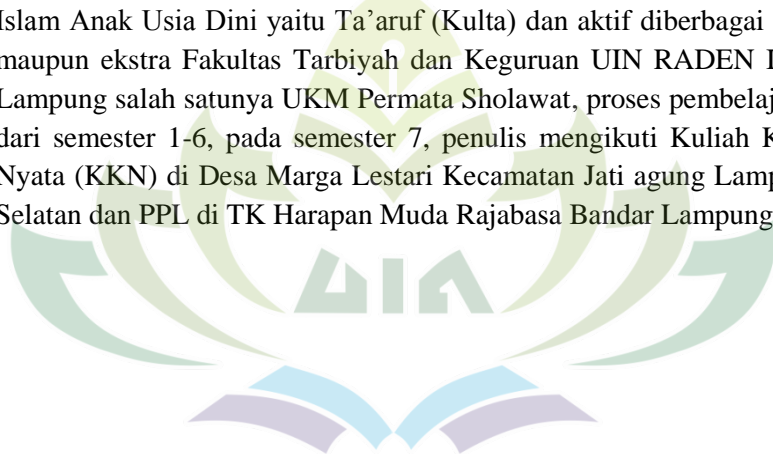 Islam Anak Usia Dini yaitu Ta’aruf (Kulta) dan aktif diberbagai
maupun ekstra Fakultas Tarbiyah dan Keguruan UIN RADEN
Lampung salah satunya UKM Permata Sholawat, proses
dari semester 1-6, pada semester 7, penulis mengikuti Kuliah
Nyata (KKN) di Desa Marga Lestari Kecamatan Jati agung
Selatan dan PPL di TK Harapan Muda Rajabasa Bandar Lampung
UIN